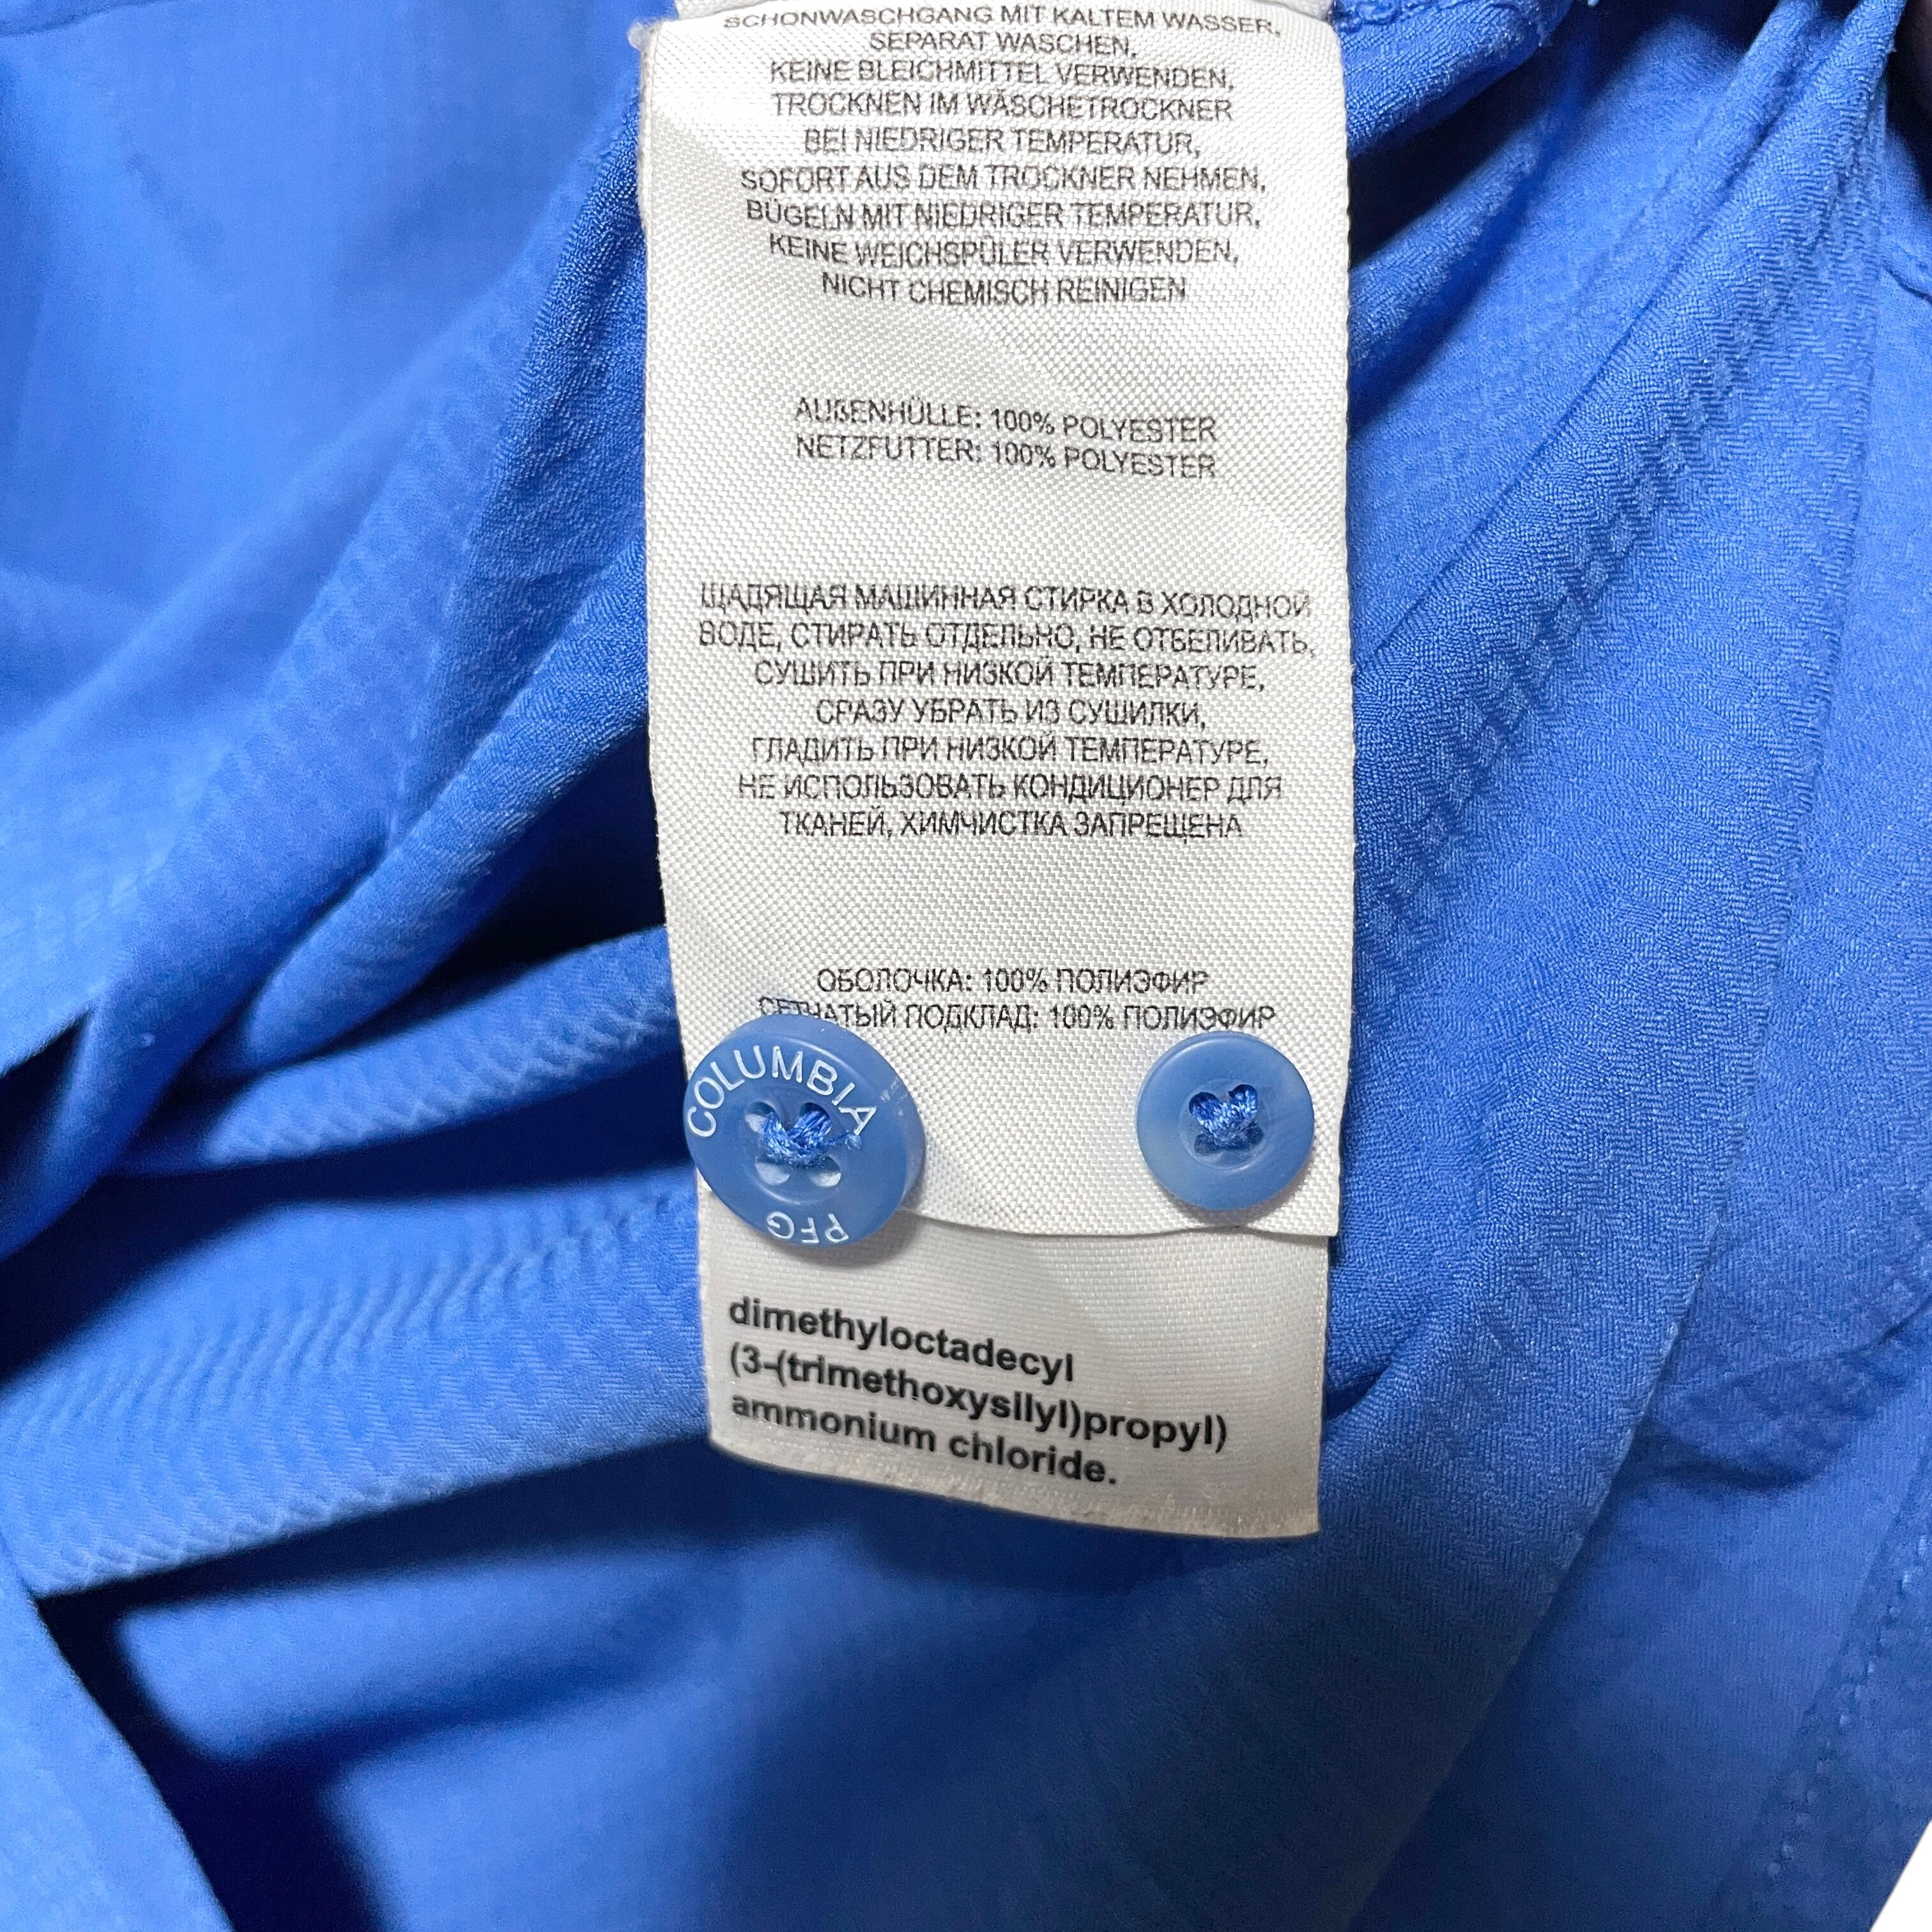 SCHONWASCHGANG MIT KALTEM WASSER,
SEPARAT WASCHEN,
KEINE BLEICHMITTEL VERWENDEN,
TROCKNEN IM WÄSCHETROCKNER
BEI NIEDRIGER TEMPERATUR,
SOFORT AUS DEM TROCKNER NEHMEN,
BÜGELN MIT NIEDRIGER TEMPERATUR,
KEINE WEICHSPÜLER VERWENDEN,
NICHT CHEMISCH REINIGEN
AUßENHÜLLE: 100% POLYESTER
NETZFUTTER: 100% POLYESTER
ЩАДЯЩАЯ МАШИННАЯ СТИРКА В ХОЛОДНОЙ
ВОДЕ, СТИРАТЬ ОТДЕЛЬНО, НЕ ОТБЕЛИВАТЬ,
СУШИТЬ ПРИ НИЗКОЙ ТЕМПЕРАТУРЕ,
СРАЗУ УБРАТЬ ИЗ СУШИЛКИ,
ГЛАДИТЬ ПРИ НИЗКОЙ ТЕМПЕРАТУРЕ,
НЕ ИСПОЛЬЗОВАТЬ КОНДИЦИОНЕР ДЛЯ
ТКАНЕЙ, ХИМЧИСТКА ЗАПРЕЩЕНА
ОБОЛОЧКА: 100% ПОЛИЭФИР
СЕТЧАТЫЙ ПОДКЛАД: 100% ПОЛИЭФИР
COLUMBIA
PFG
dimethyloctadecyl
(3-(trimethoxysilyl)propyl)
ammonium chloride.